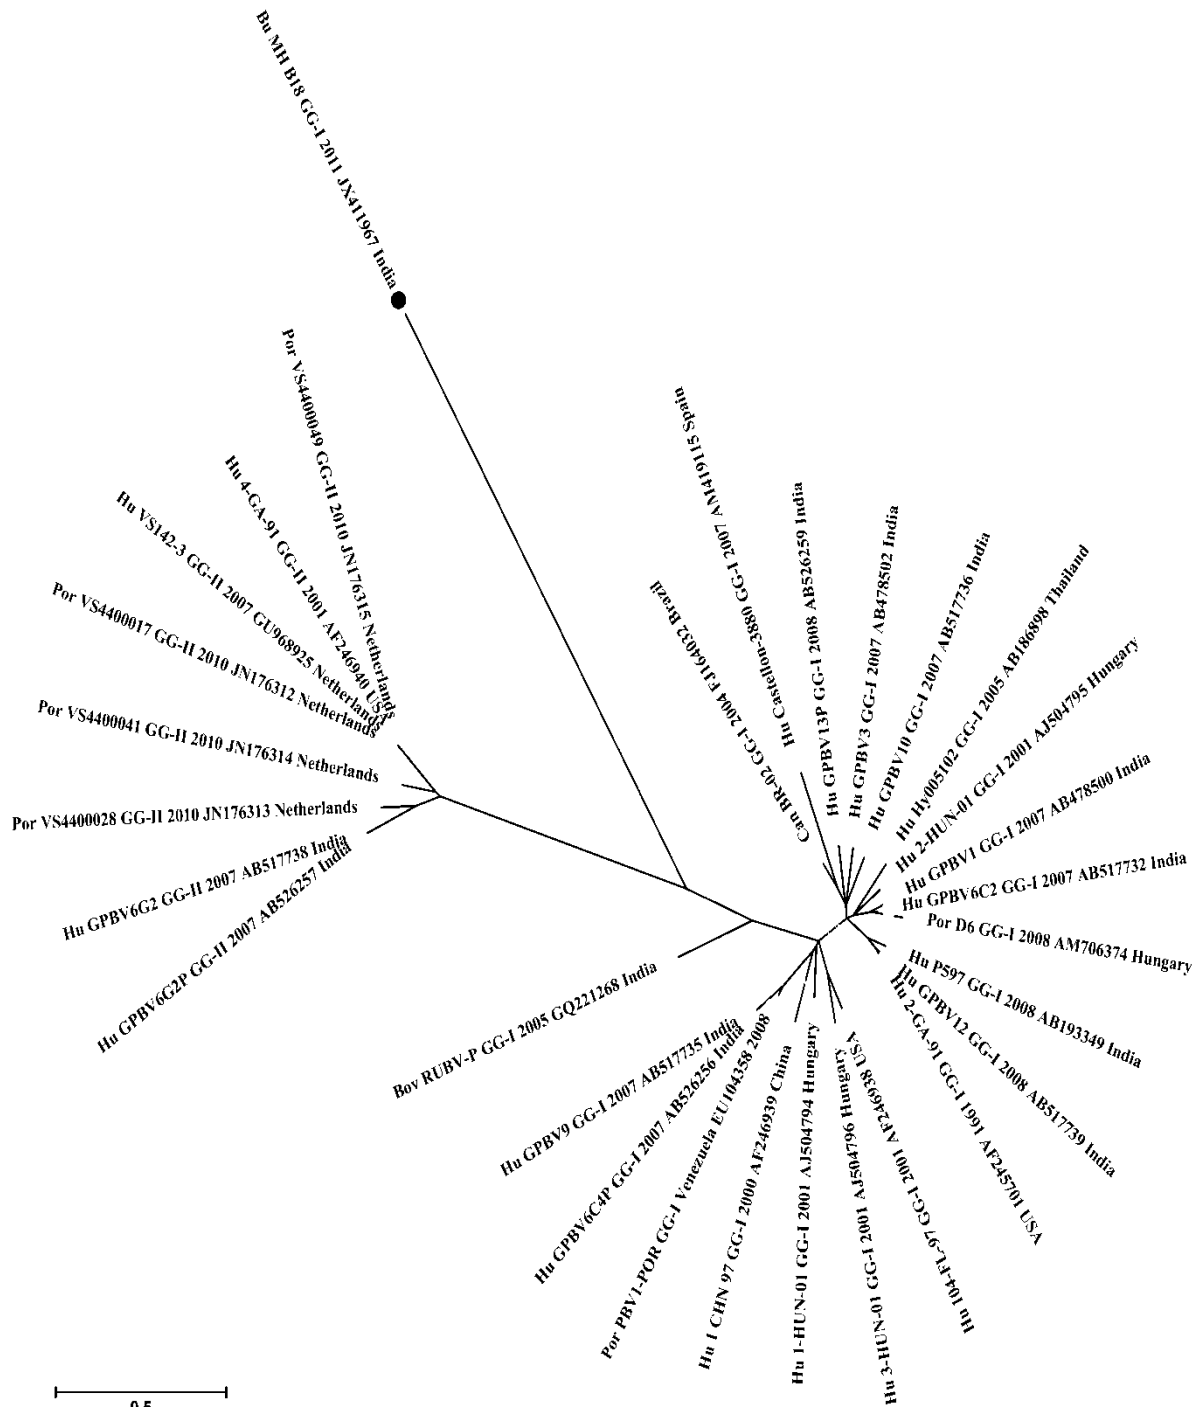 Bu MH B18 GG-I 2011 JX411967 India
Por VS4400049 GG-II 2010 JN176315 Netherlands
Hu 4-GA-91 GG-II 2001 AF246940 USA
Hu VS142-3 GG-II 2007 GU968925 Netherlands
Por VS4400017 GG-II 2010 JN176312 Netherlands
Por VS4400041 GG-II 2010 JN176314 Netherlands
Por VS4400028 GG-II 2010 JN176313 Netherlands
Hu GPBV6G2 GG-II 2007 AB517738 India
Hu GPBV6G2P GG-II 2007 AB526257 India
Bov RUBV-P GG-I 2005 GQ221268 India
Hu GPBV9 GG-I 2007 AB517735 India
Hu GPBV6C4P GG-I 2007 AB526256 India
Por PBV1-POR GG-I Venezuela EU104358 2008
Hu 1 CHN 97 GG-I 2000 AF246939 China
Hu 1-HUN-01 GG-I 2001 AJ504794 Hungary
Hu 3-HUN-01 GG-I 2001 AJ504796 Hungary
Hu 104-FL-97 GG-I 2001 AF246938 USA
Hu 2-GA-91 GG-I 1991 AF245701 USA
Hu GPBV12 GG-I 2008 AB517739 India
Hu P597 GG-I 2008 AB193349 India
Por D6 GG-I 2008 AM706374 Hungary
Hu GPBV6C2 GG-I 2007 AB517732 India
Hu GPBV1 GG-I 2007 AB478500 India
Hu 2-HUN-01 GG-I 2001 AJ504795 Hungary
Hu Hy005102 GG-I 2005 AB186898 Thailand
Hu GPBV10 GG-I 2007 AB517736 India
Hu GPBV3 GG-I 2007 AB478502 India
Hu GPBV13P GG-I 2008 AB526259 India
Hu Castellon-3880 GG-I 2007 AM419115 Spain
Can BR-02 GG-I 2004 FJ164032 Brazil
0.5